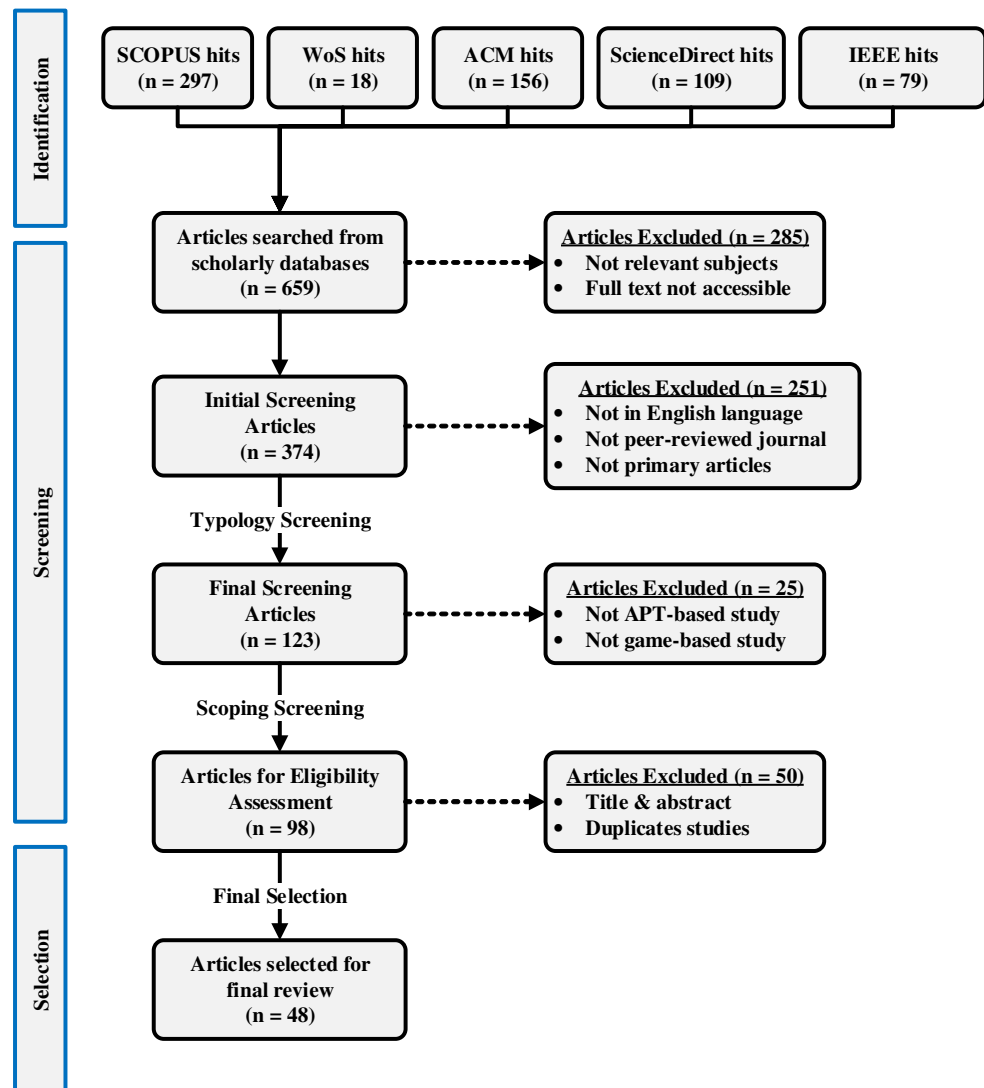 Identification
SCOPUS hits
(n = 297)
WoS hits
(n = 18)
ACM hits
(n = 156)
ScienceDirect hits
(n = 109)
IEEE hits
(n = 79)
Screening
Articles searched from
scholarly databases
(n = 659)
Articles Excluded (n = 285)
• Not relevant subjects
• Full text not accessible
Initial Screening
Articles
(n = 374)
Articles Excluded (n = 251)
• Not in English language
• Not peer-reviewed journal
• Not primary articles
Typology Screening
Final Screening
Articles
(n = 123)
Articles Excluded (n = 25)
• Not APT-based study
• Not game-based study
Scoping Screening
Articles for Eligibility
Assessment
(n = 98)
Articles Excluded (n = 50)
• Title & abstract
• Duplicates studies
Selection
Final Selection
Articles selected for
final review
(n = 48)